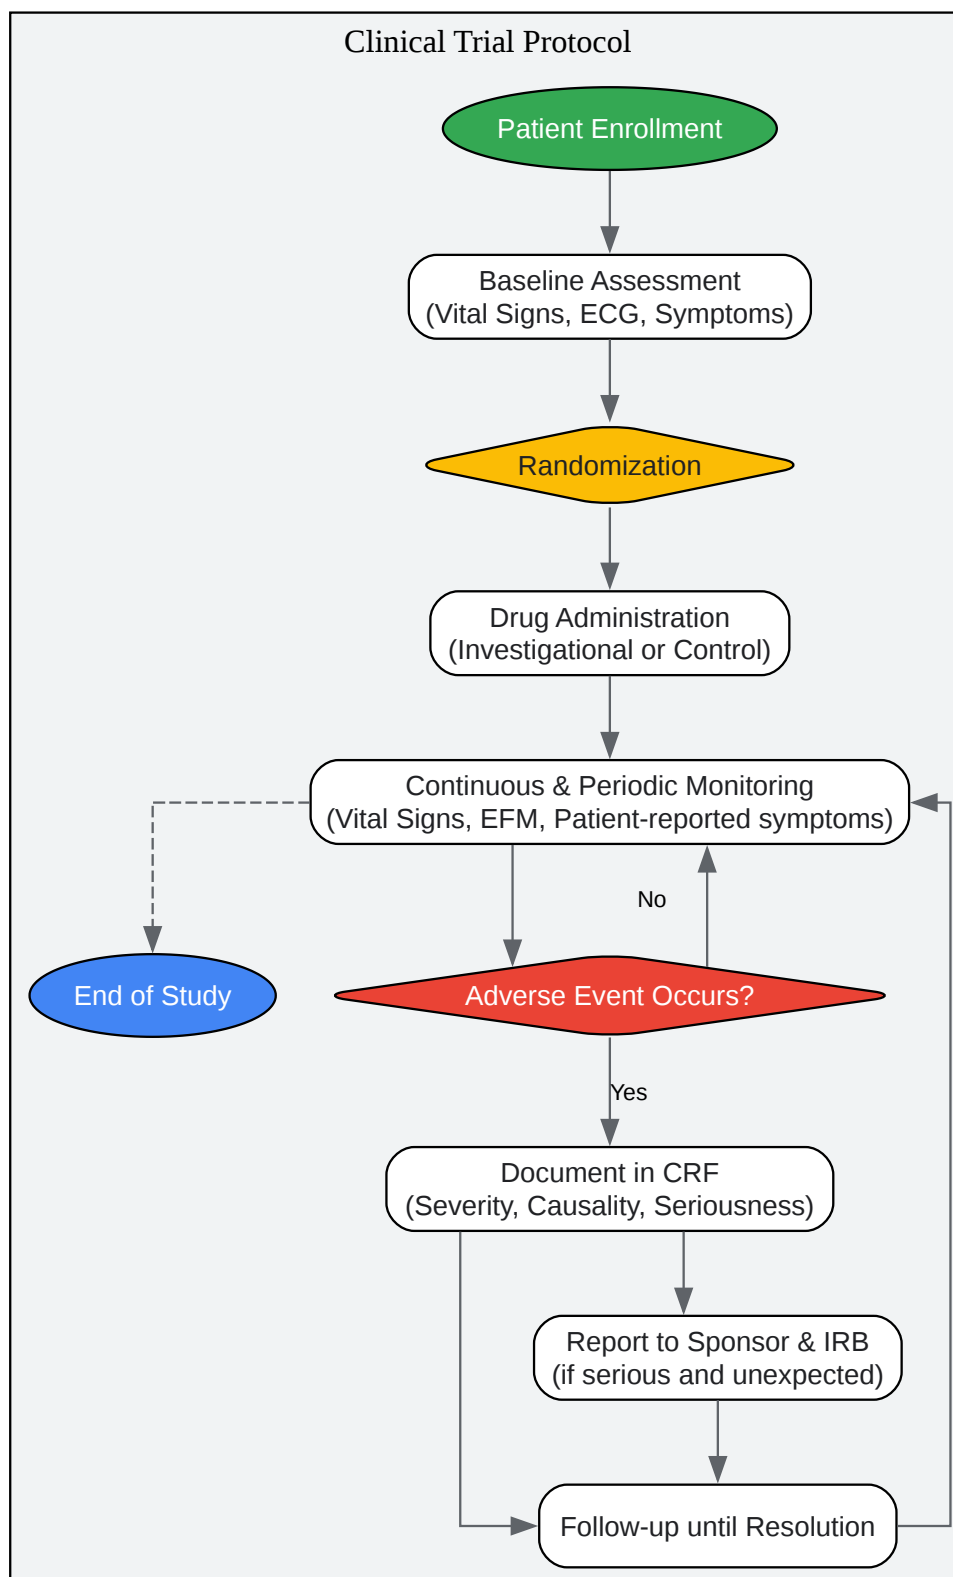 Clinical Trial Protocol
Patient Enrollment
Baseline Assessment
(Vital Signs, ECG, Symptoms)
Randomization
Drug Administration
(Investigational or Control)
Continuous & Periodic Monitoring
(Vital Signs, EFM, Patient-reported symptoms)
No
End of Study
Adverse Event Occurs?
Yes
Document in CRF
(Severity, Causality, Seriousness)
Report to Sponsor & IRB
(if serious and unexpected)
Follow-up until Resolution